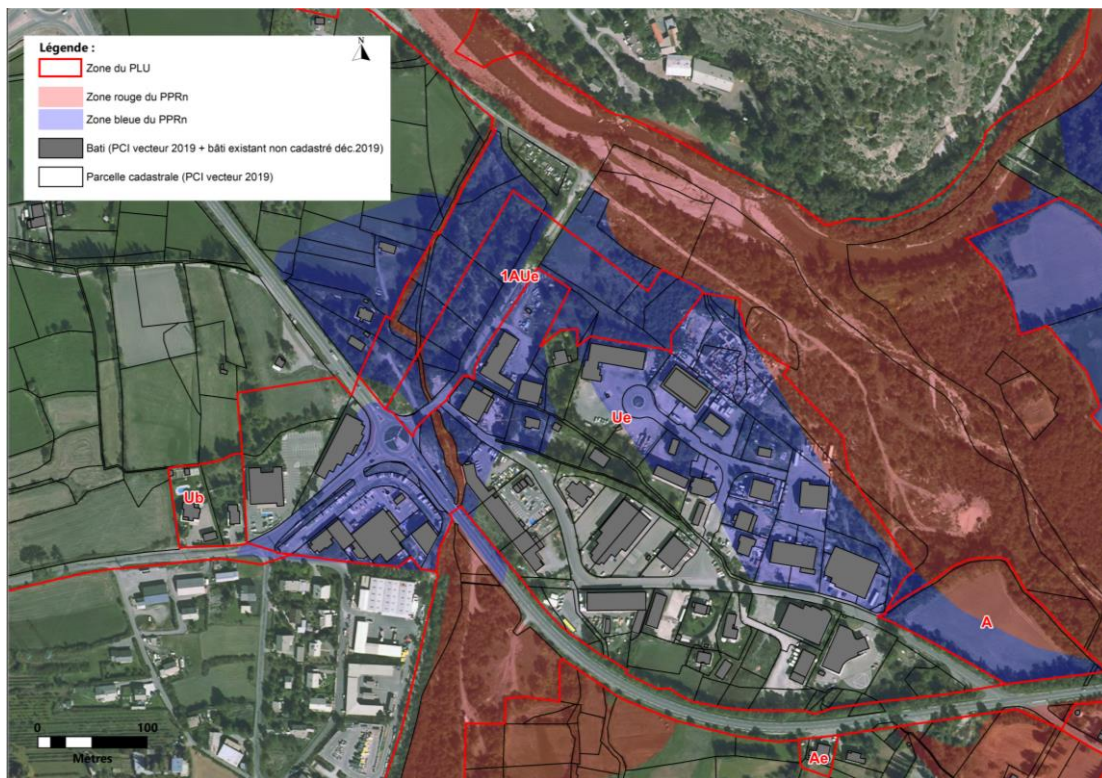 Légende :
N
Zone du PLU
Zone rouge du PPRn
Zone bleue du PPRn
Bati (PCI vecteur 2019 + bâti existant non cadastré déc.2019)
Parcelle cadastrale (PCI vecteur 2019)
1AUe
Ue
Ub
A
Ae
0 100
Mètres